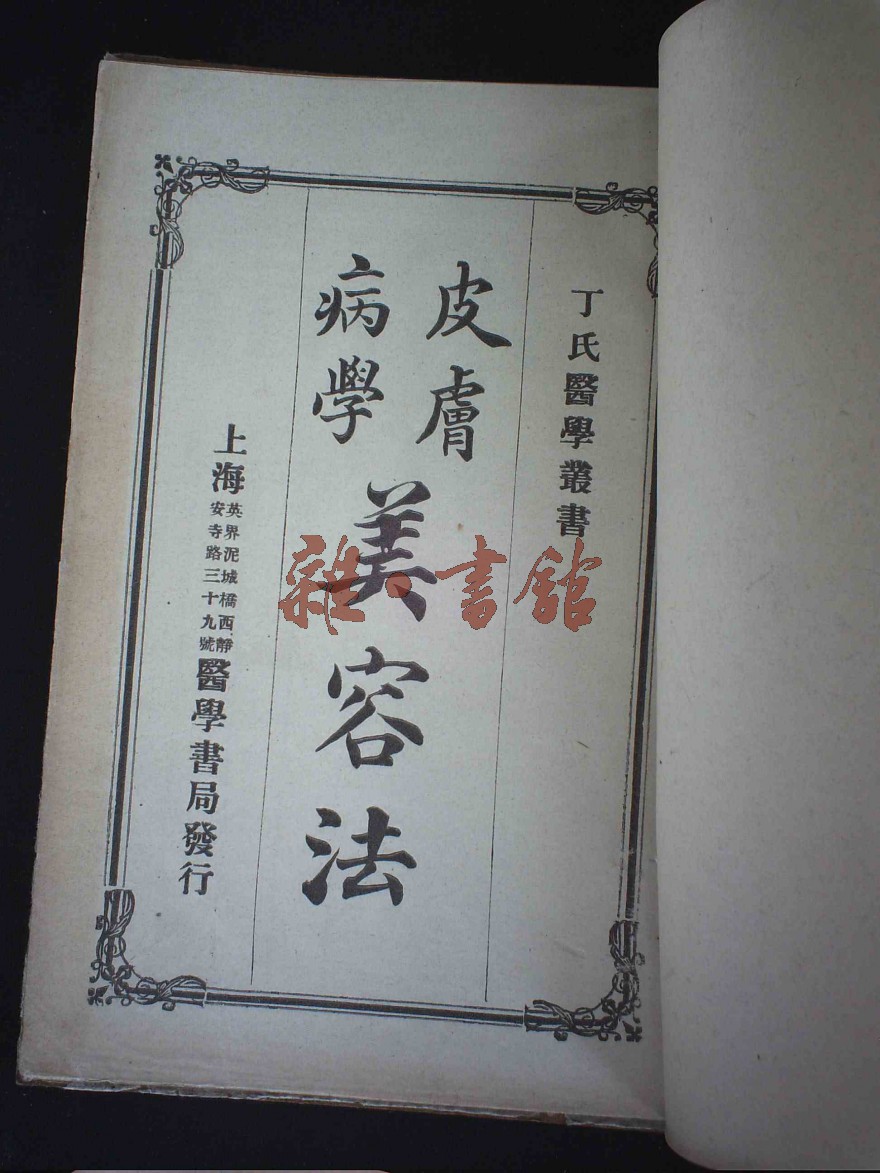 丁氏醫學叢書
皮膚
病學
美容法
上海
英界泥城橋西靜
安寺路三十九號
醫學書局發行
雜·書館